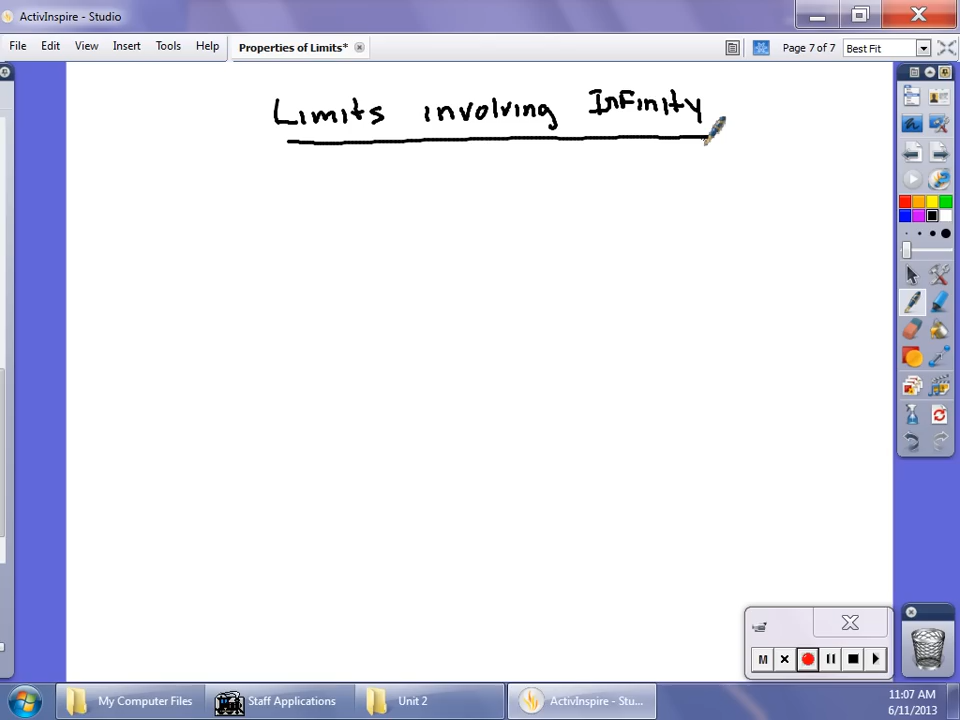 ActivInspire - Studio
File Edit View Insert Tools Help Properties of Limits* Page 7 of 7 Best Fit
Limits involving InFinity
M
My Computer Files Staff Applications Unit 2 ActivInspire - Stu...
11:07 AM
6/11/2013